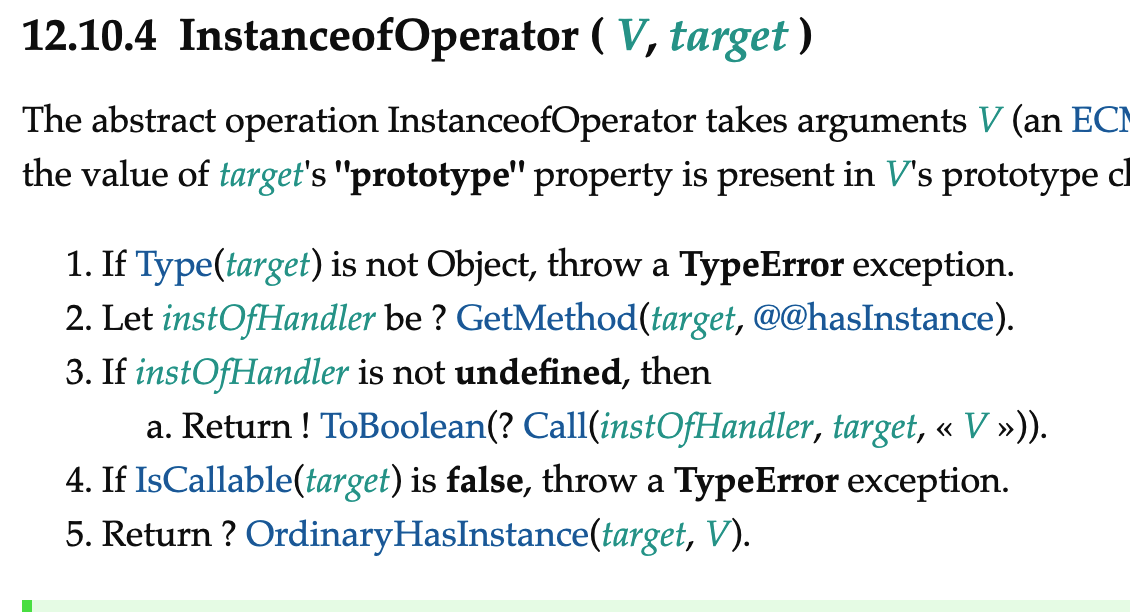 12.10.4 InstanceofOperator ( V, target )
The abstract operation InstanceofOperator takes arguments V (an
the value of target's "prototype" property is present in V's prototype
1. If Type(target) is not Object, throw a TypeError exception.
2. Let instOfHandler be ? GetMethod(target, @@hasInstance).
3. If instOfHandler is not undefined, then
a. Return ! ToBoolean(? Call(instOfHandler, target, « V »)).
4. If IsCallable(target) is false, throw a TypeError exception.
5. Return ? OrdinaryHasInstance(target, V).